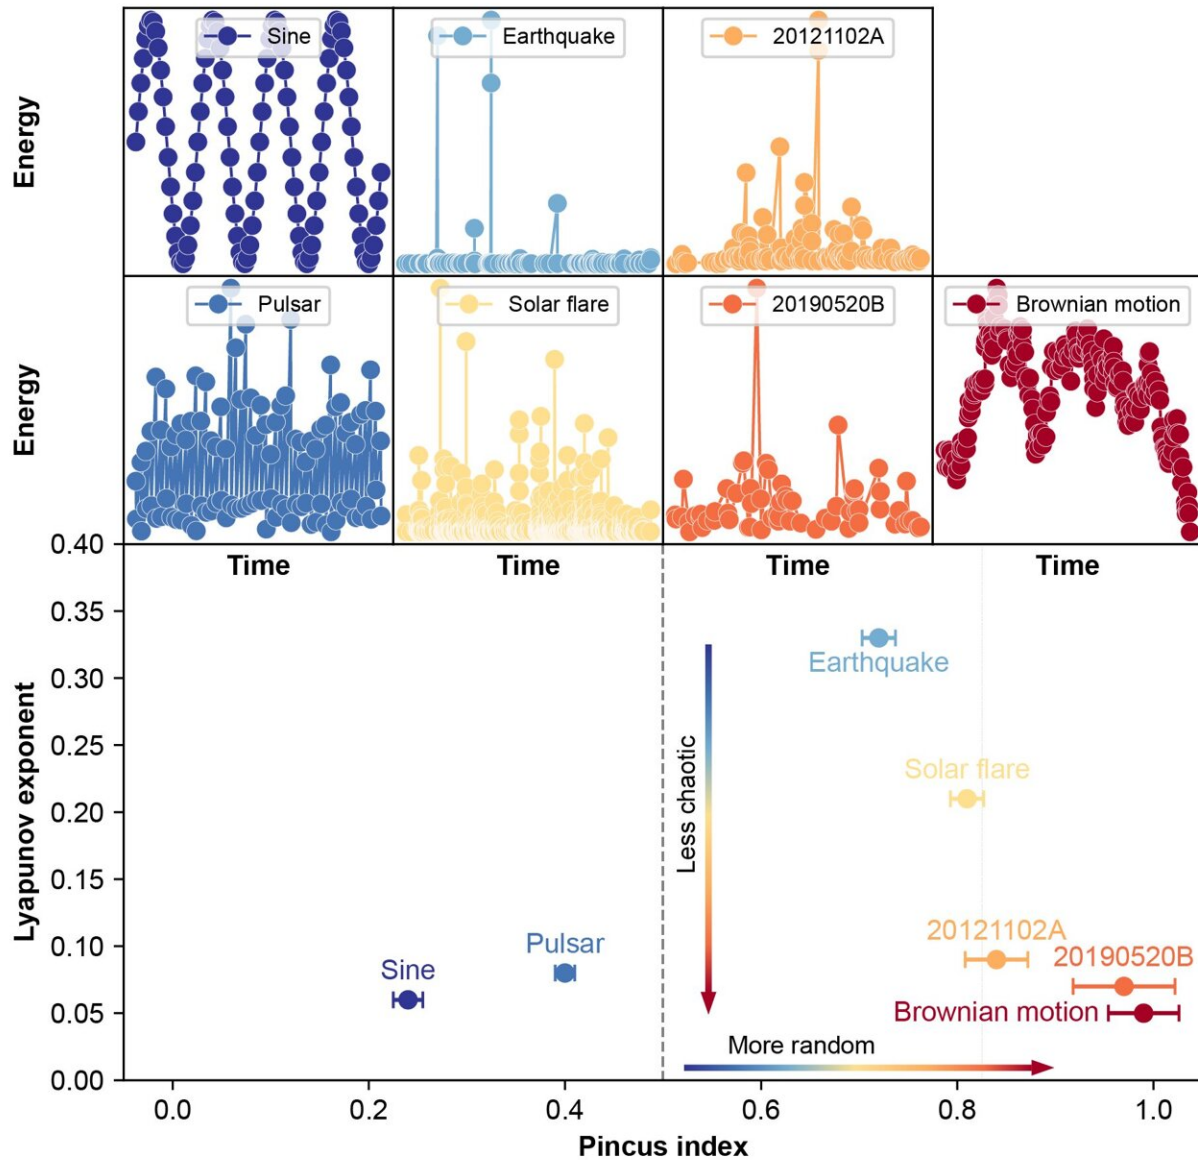 Energy
Sine
Earthquake
20121102A
Energy
Pulsar
Solar flare
20190520B
Brownian motion
Time
Time
Time
Time
Lyapunov exponent
0.40
0.35
0.30
0.25
0.20
0.15
0.10
0.05
0.00
Earthquake
Less chaotic
Solar flare
20121102A
Pulsar
20190520B
Sine
Brownian motion
More random
0.0 0.2 0.4 0.6 0.8 1.0
Pincus index